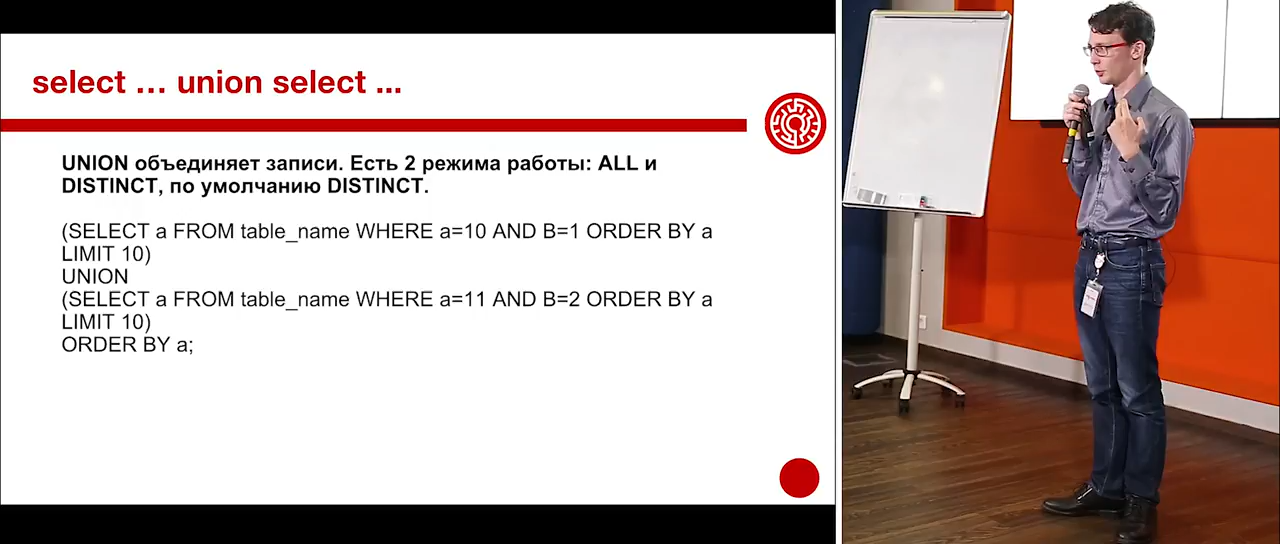 select ... union select ...
UNION объединяет записи. Есть 2 режима работы: ALL и
DISTINCT, по умолчанию DISTINCT.
(SELECT a FROM table_name WHERE a=10 AND B=1 ORDER BY a
LIMIT 10)
UNION
(SELECT a FROM table_name WHERE a=11 AND B=2 ORDER BY a
LIMIT 10)
ORDER BY a;